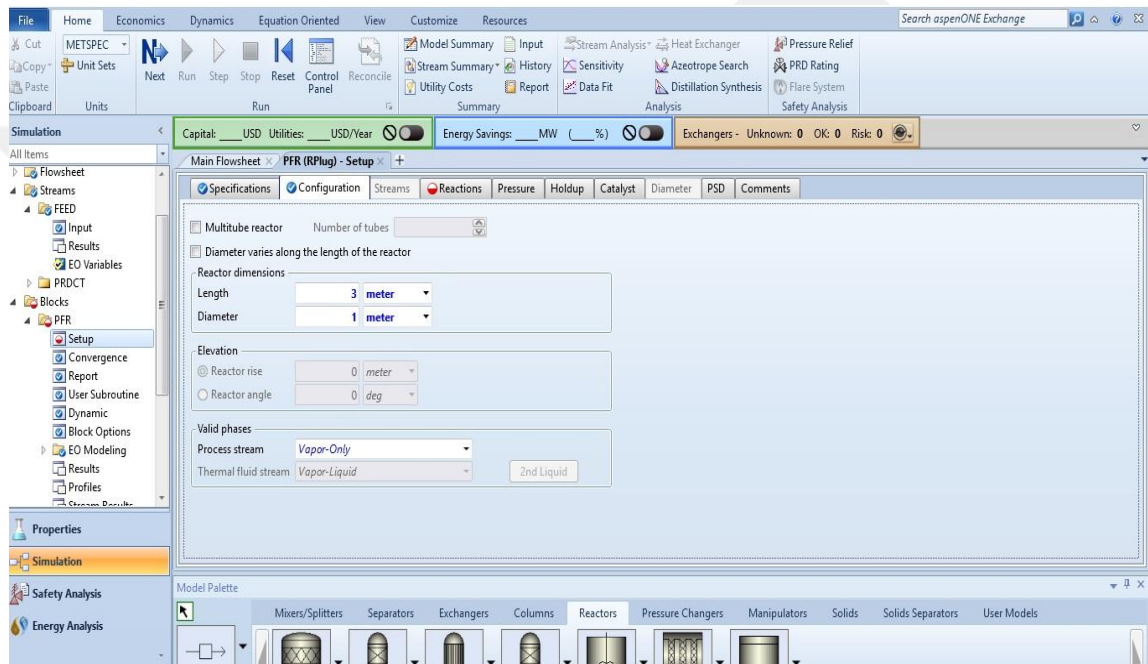 File Home Economics Dynamics Equation Oriented View Customize Resources Search aspenONE Exchange
Cut METSPEC Model Summary Input Stream Analysis Heat Exchanger Pressure Relief
Copy Unit Sets Next Run Step Stop Reset Control Panel Reconcile Stream Summary History Sensitivity Azeotrope Search PRD Rating
Paste Utility Costs Report Data Fit Distillation Synthesis Flare System
Clipboard Units Run Summary Analysis Safety Analysis
Simulation Capital: ____USD Utilities: ____USD/Year Energy Savings: ____MW (____%) Exchangers - Unknown: 0 OK: 0 Risk: 0
All Items Main Flowsheet PFR (RPlug) - Setup +
Flowsheet
Streams
FEED
Input
Results
EO Variables
PRDCT
Blocks
PFR
Setup
Convergence
Report
User Subroutine
Dynamic
Block Options
EO Modeling
Results
Profiles
Stream Results
Specifications Configuration Streams Reactions Pressure Holdup Catalyst Diameter PSD Comments
Multitube reactor Number of tubes
Diameter varies along the length of the reactor
Reactor dimensions
Length 3 meter
Diameter 1 meter
Elevation
Reactor rise 0 meter
Reactor angle 0 deg
Valid phases
Process stream Vapor-Only
Thermal fluid stream Vapor-Liquid 2nd Liquid
Properties
Simulation
Safety Analysis
Energy Analysis
Model Palette
Mixers/Splitters Separators Exchangers Columns Reactors Pressure Changers Manipulators Solids Solids Separators User Models